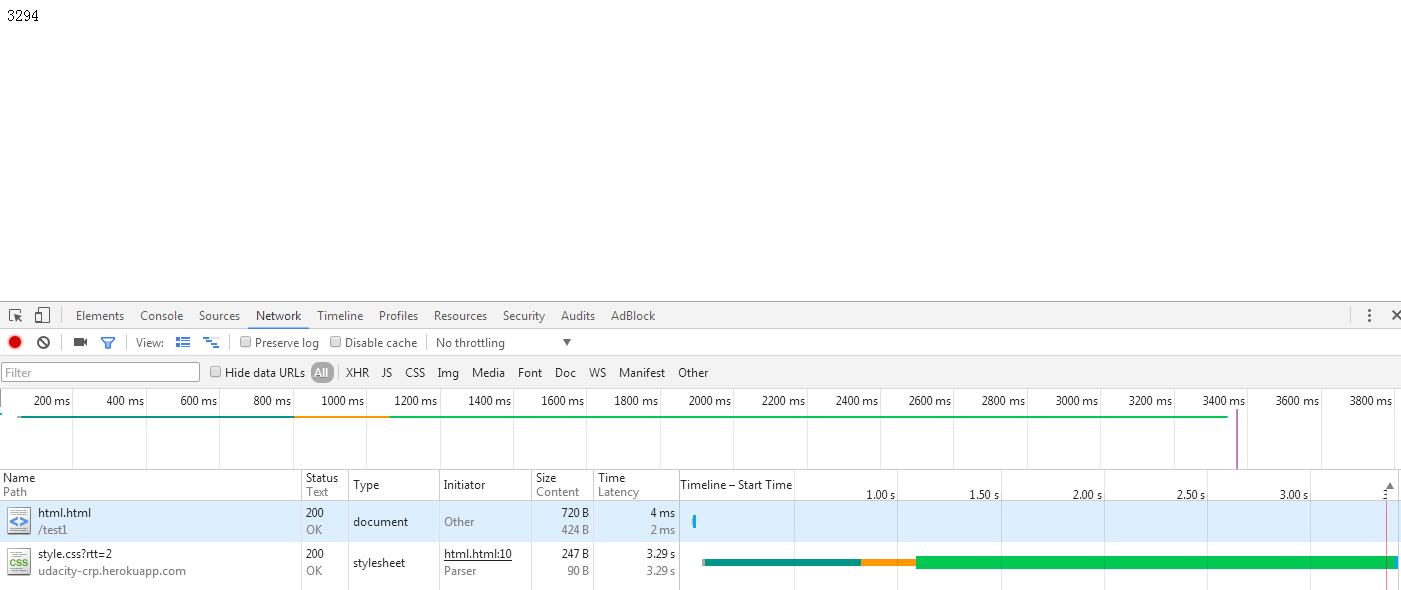 3294
Elements Console Sources Network Timeline Profiles Resources Security Audits AdBlock
View: Preserve log Disable cache No throttling
Filter Hide data URLs All XHR JS CSS Img Media Font Doc WS Manifest Other
200 ms 400 ms 600 ms 800 ms 1000 ms 1200 ms 1400 ms 1600 ms 1800 ms 2000 ms 2200 ms 2400 ms 2600 ms 2800 ms 3000 ms 3200 ms 3400 ms 3600 ms 3800 ms
Name Status Type Initiator Size Time Timeline – Start Time
Path Text Content Latency 1.00 s 1.50 s 2.00 s 2.50 s 3.00 s
html.html 200 document Other 720 B 4 ms
/test1 OK 424 B 2 ms
style.css?rtt=2 200 stylesheet html.html:10 247 B 3.29 s
CSS udacity-crp.herokuapp.com OK Parser 90 B 3.29 s